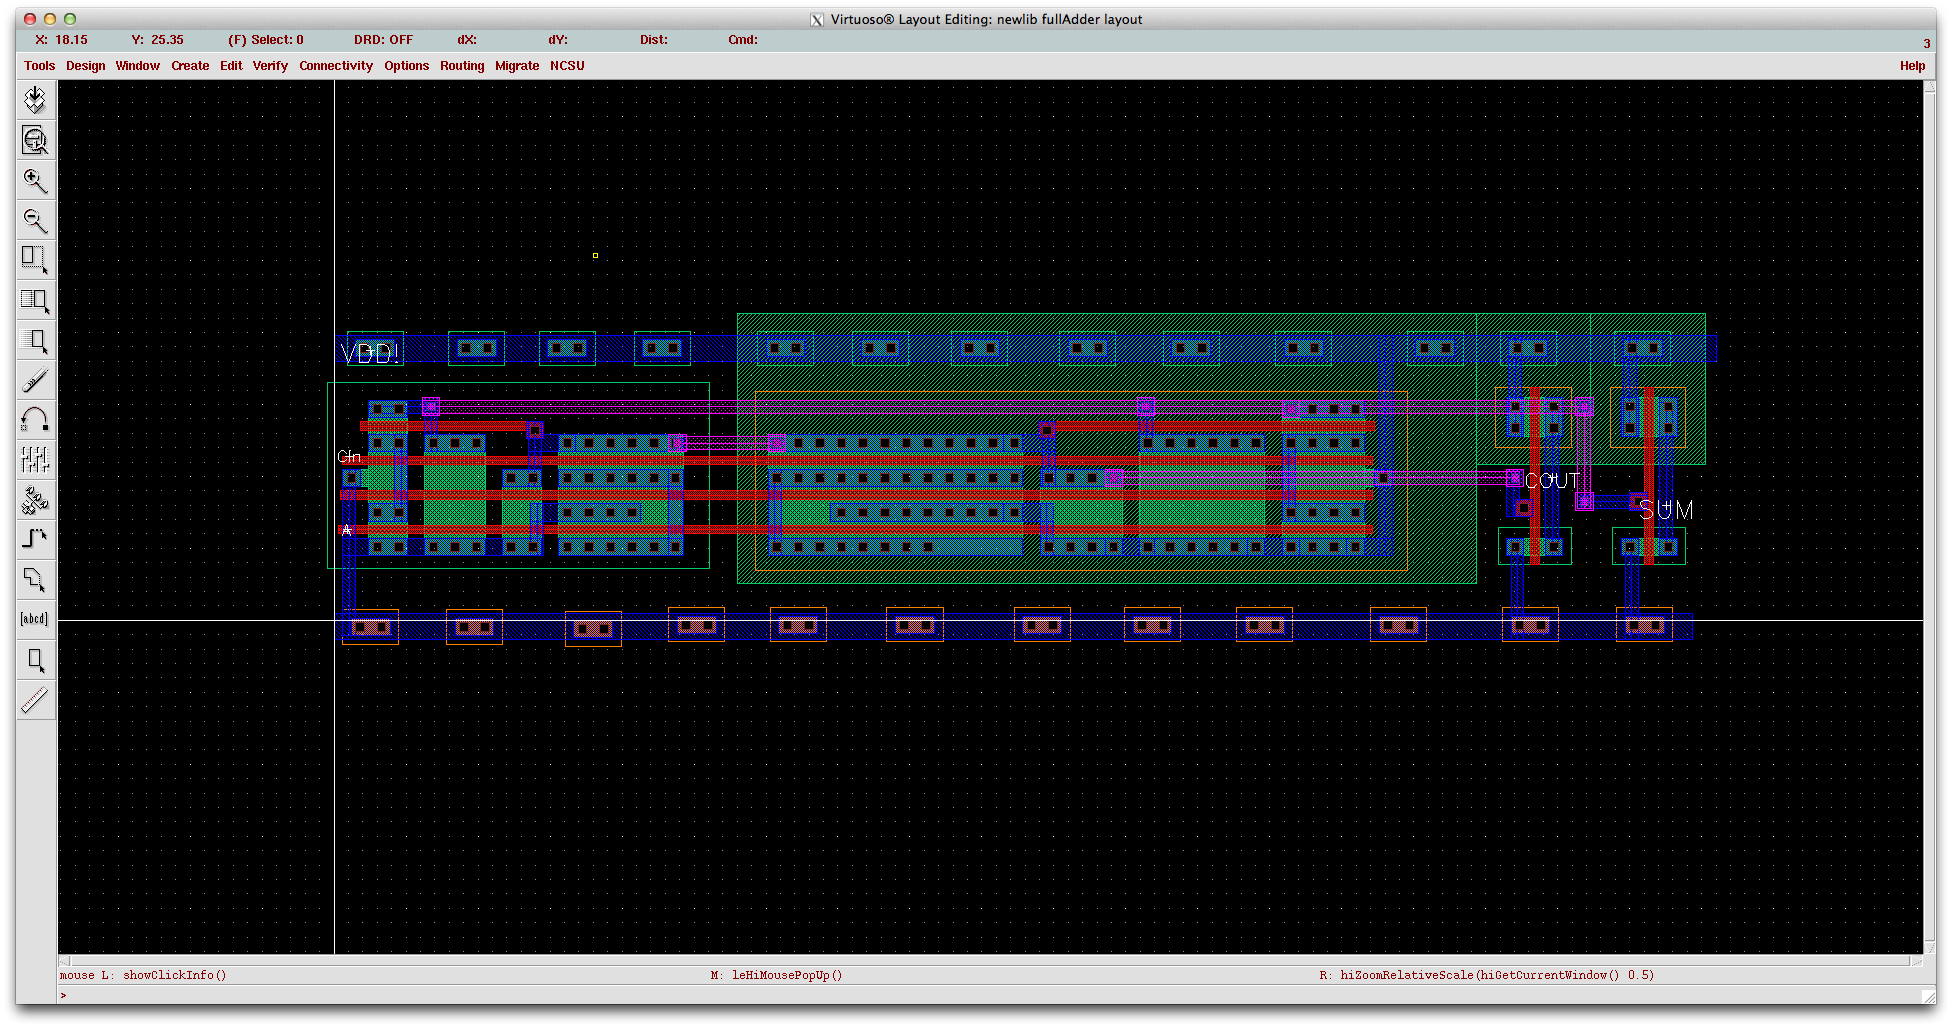 Virtuoso® Layout Editing: newlib fullAdder layout
X: 18.15 Y: 25.35 (F) Select: 0 DRD: OFF dX: dY: Dist: Cmd:
3
Tools Design Window Create Edit Verify Connectivity Options Routing Migrate NCSU Help
VDD!
Cin
COUT
SUM
A
[abcd]
mouse L: showClickInfo() M: leHiMousePopUp() R: hiZoomRelativeScale(hiGetCurrentWindow() 0.5)
>